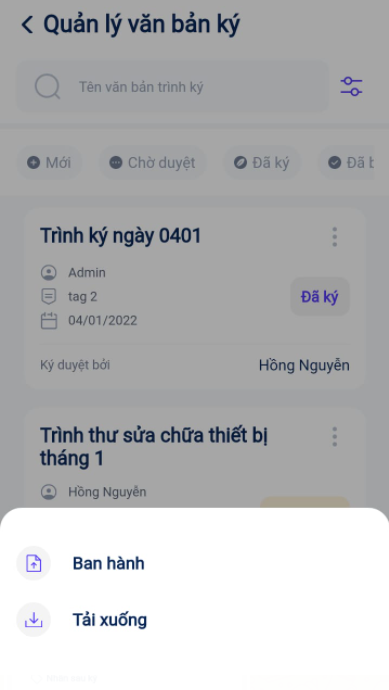 Quản lý văn bản ký
Tên văn bản trình ký
Mới
Chờ duyệt
Đã ký
Đã b
Trình ký ngày 0401
Admin
tag 2
04/01/2022
Đã ký
Ký duyệt bởi
Hồng Nguyễn
Trình thư sửa chữa thiết bị
tháng 1
Hồng Nguyễn
Ban hành
Tải xuống